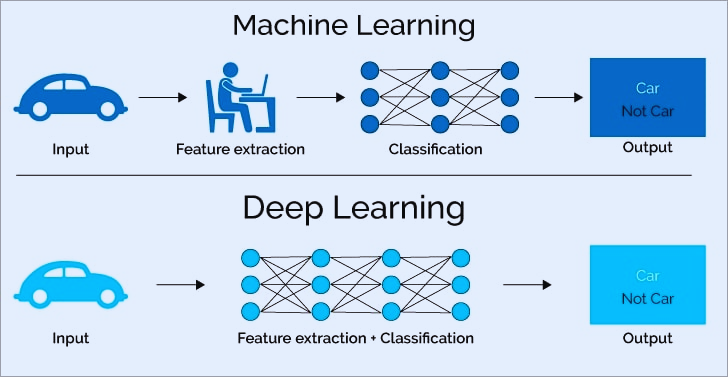 Machine Learning
Car
Not Car
Input
Feature extraction
Classification
Output
Deep Learning
Car
Not Car
Input
Feature extraction + Classification
Output